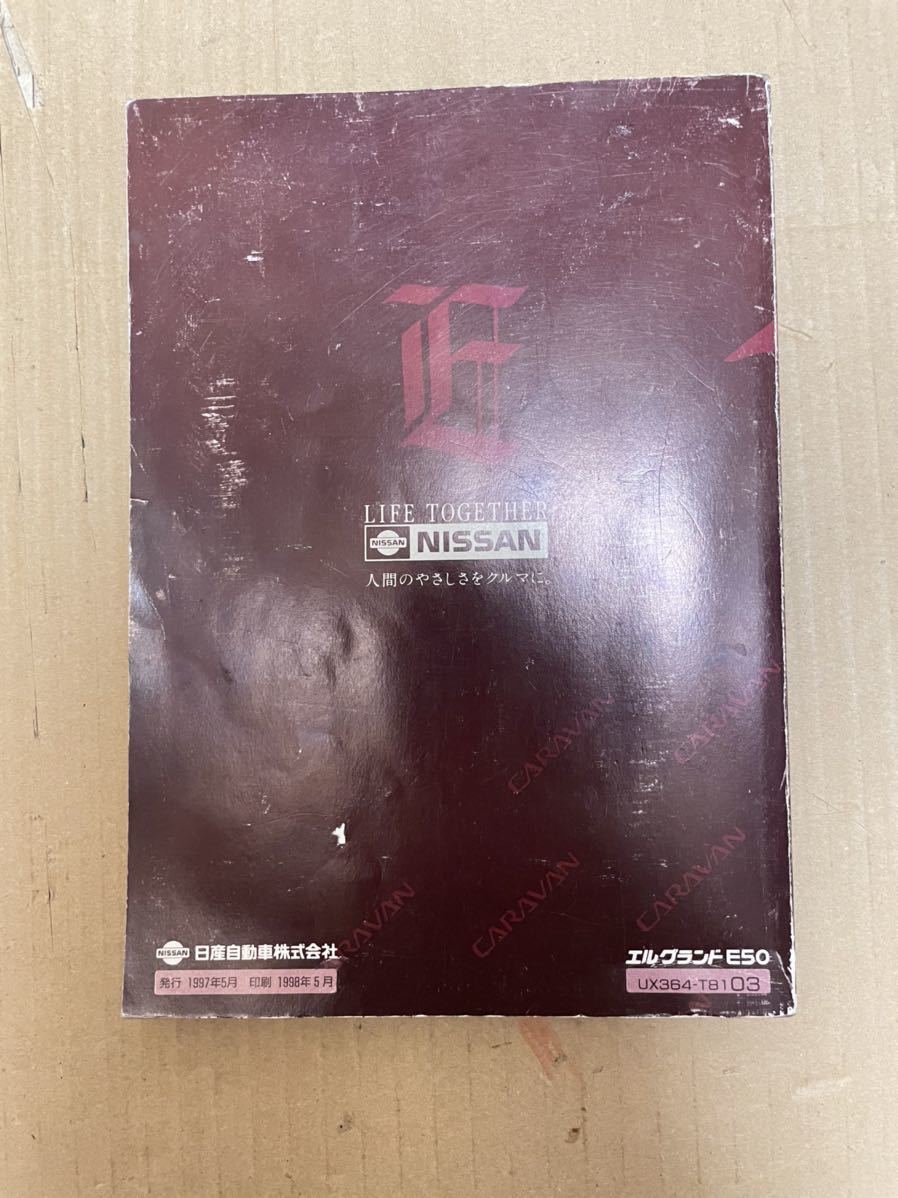 E
LIFE TOGETHER
NISSAN NISSAN
人間のやさしさをクルマに。
CARAVAN
CARAVAN
CARAVAN
CARAVAN
RAVAN
NISSAN 日産自動車株式会社
発行 1997年5月 印刷 1998年5月
エルグランド E50
UX364-T8103